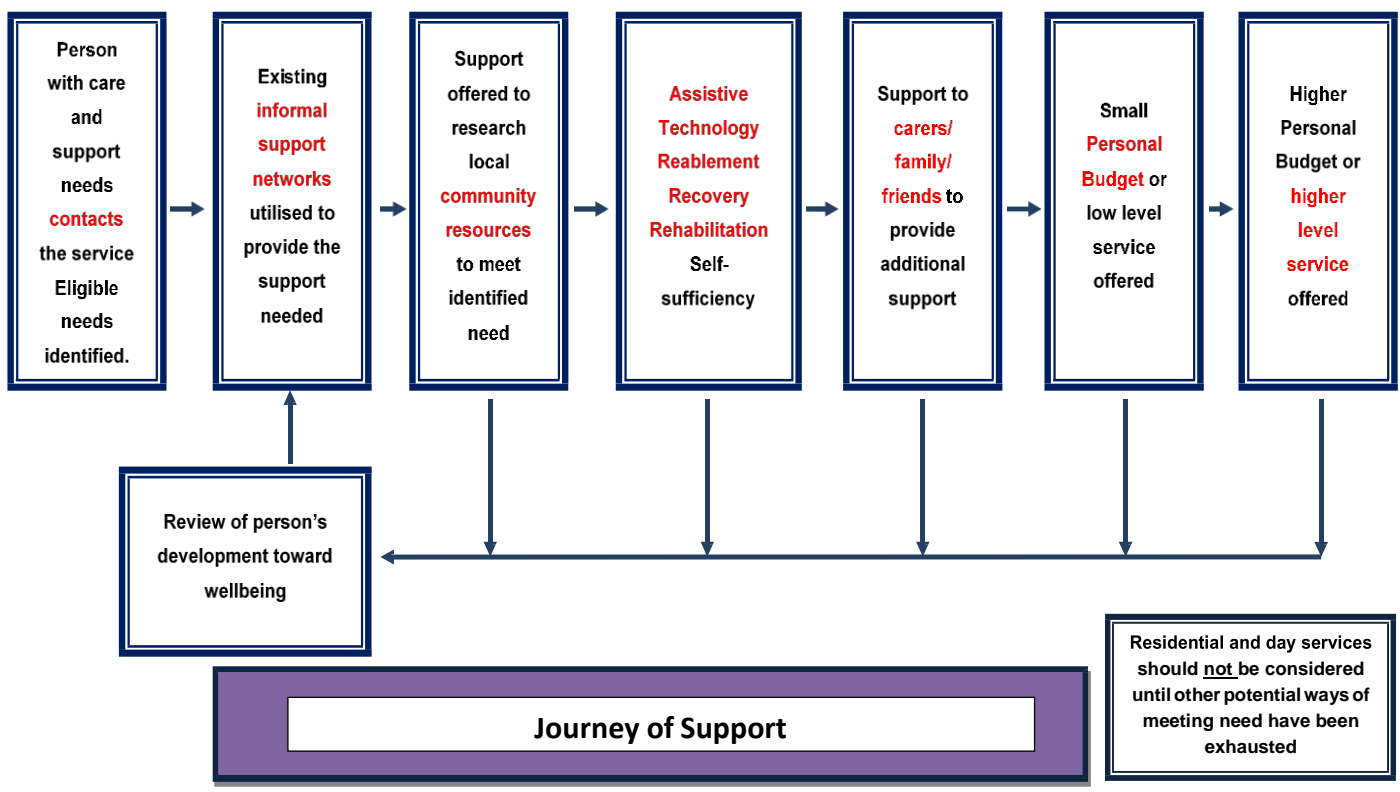 Person
with care
and
support
needs
contacts
the service
Eligible
needs
identified.
Existing
informal
support
networks
utilised to
provide the
support
needed
Support
offered to
research
local
community
resources
to meet
identified
need
Assistive
Technology
Reablement
Recovery
Rehabilitation
Self-
sufficiency
Support to
carers/
family/
friends to
provide
additional
support
Small
Personal
Budget or
low level
service
offered
Higher
Personal
Budget or
higher
level
service
offered
Review of person’s
development toward
wellbeing
Journey of Support
Residential and day services
should not be considered
until other potential ways of
meeting need have been
exhausted